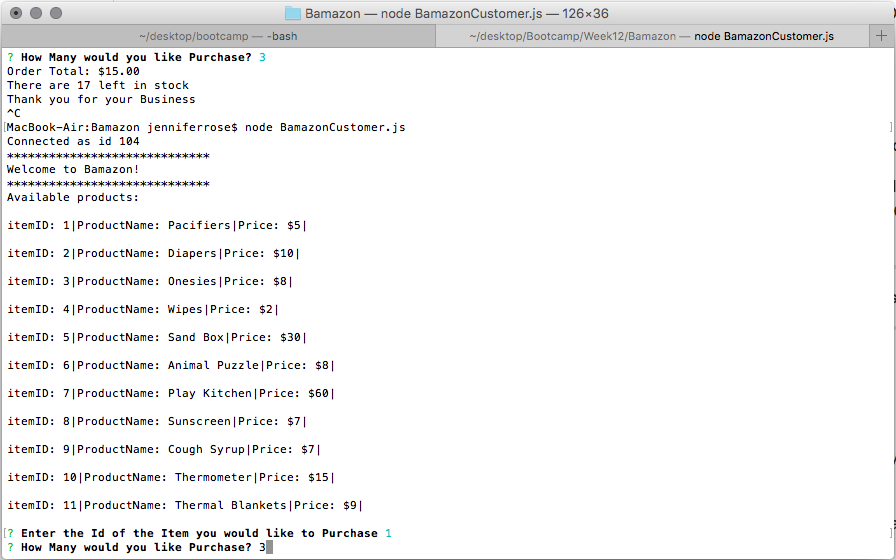 Bamazon — node BamazonCustomer.js — 126×36
~/desktop/bootcamp — -bash
~/desktop/Bootcamp/Week12/Bamazon — node BamazonCustomer.js
+
? How Many would you like Purchase? 3
Order Total: $15.00
There are 17 left in stock
Thank you for your Business
^C
[MacBook-Air:Bamazon jenniferrose$ node BamazonCustomer.js ]
Connected as id 104
*****************************
Welcome to Bamazon!
*****************************
Available products:
itemID: 1|ProductName: Pacifiers|Price: $5|
itemID: 2|ProductName: Diapers|Price: $10|
itemID: 3|ProductName: Onesies|Price: $8|
itemID: 4|ProductName: Wipes|Price: $2|
itemID: 5|ProductName: Sand Box|Price: $30|
itemID: 6|ProductName: Animal Puzzle|Price: $8|
itemID: 7|ProductName: Play Kitchen|Price: $60|
itemID: 8|ProductName: Sunscreen|Price: $7|
itemID: 9|ProductName: Cough Syrup|Price: $7|
itemID: 10|ProductName: Thermometer|Price: $15|
itemID: 11|ProductName: Thermal Blankets|Price: $9|
[? Enter the Id of the Item you would like to Purchase 1 ]
? How Many would you like Purchase? 3